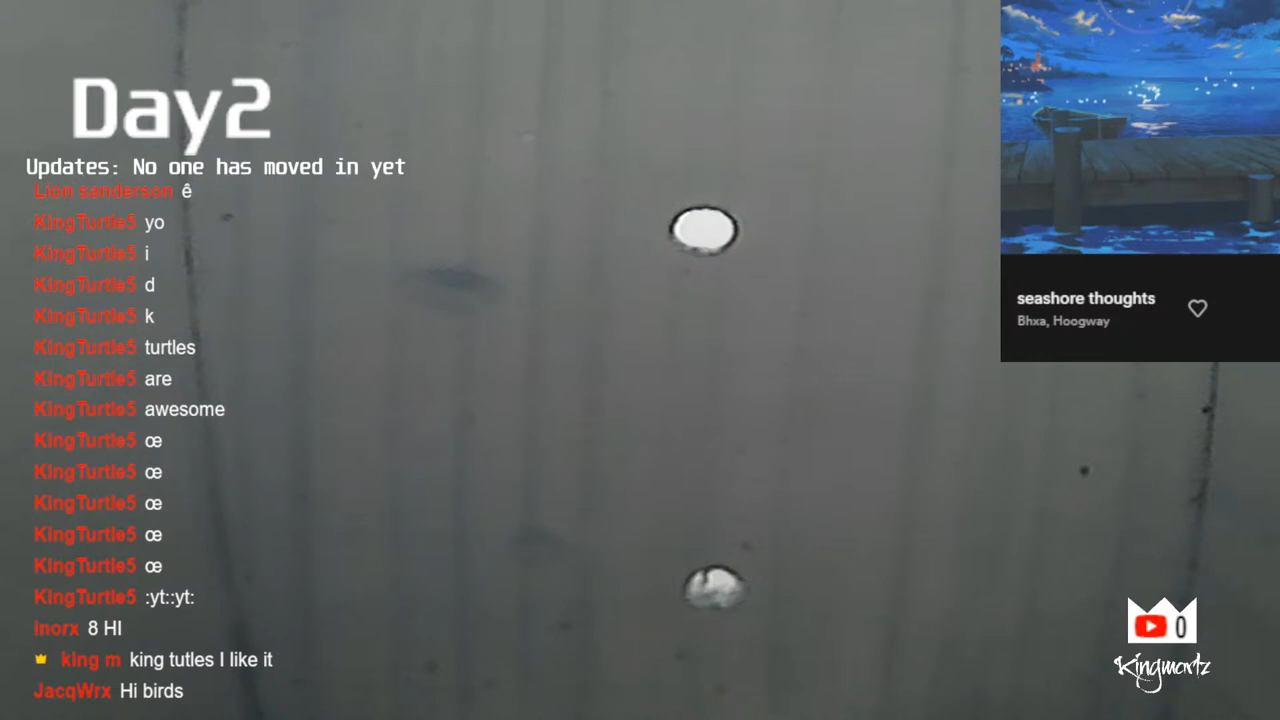 Day2
Updates: No one has moved in yet
Lion sanderson ê
KingTurtle5 yo
KingTurtle5 i
KingTurtle5 d
KingTurtle5 k
KingTurtle5 turtles
KingTurtle5 are
KingTurtle5 awesome
KingTurtle5 œ
KingTurtle5 œ
KingTurtle5 œ
KingTurtle5 œ
KingTurtle5 œ
KingTurtle5 :yt::yt:
inorx 8 HI
king m king tutles I like it
JacqWrx Hi birds
seashore thoughts
Bhxa, Hoogway
0
Kingmortz